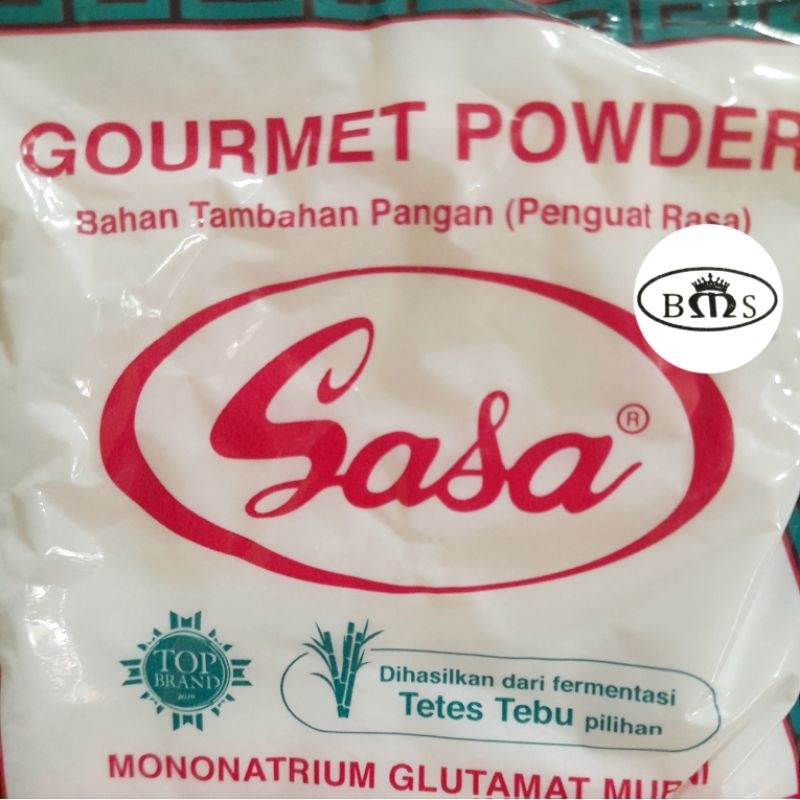 GOURMET POWDER
Bahan Tambahan Pangan (Penguat Rasa)
BMS
Sasa®
TOP
BRAND
2019
Dihasilkan dari fermentasi
Tetes Tebu pilihan
MONONATRIUM GLUTAMAT